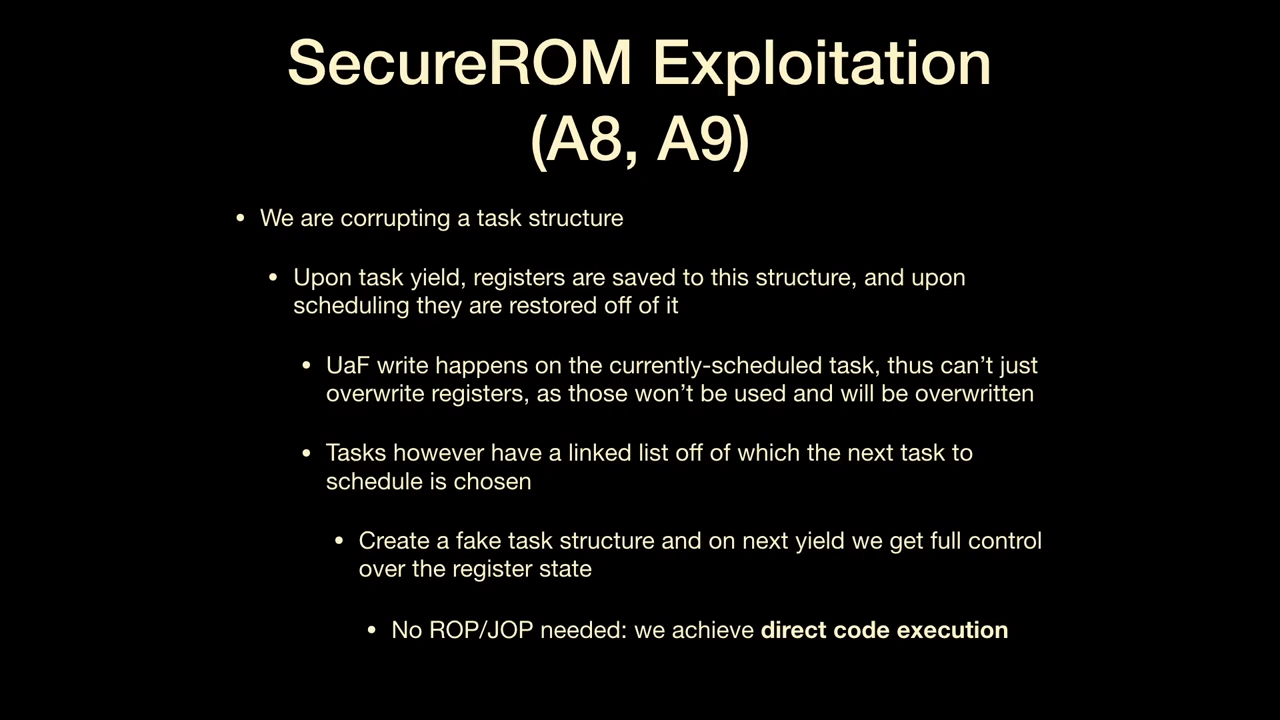 SecureROM Exploitation
(A8, A9)
• We are corrupting a task structure
• Upon task yield, registers are saved to this structure, and upon
scheduling they are restored off of it
• UaF write happens on the currently-scheduled task, thus can’t just
overwrite registers, as those won’t be used and will be overwritten
• Tasks however have a linked list off of which the next task to
schedule is chosen
• Create a fake task structure and on next yield we get full control
over the register state
• No ROP/JOP needed: we achieve direct code execution